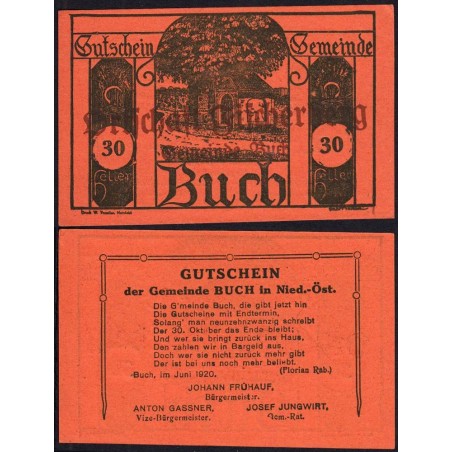 Gutschein Gemeinde
Ortschaft
30 30
Heller Heller
Gemeinde Buch
Buch
GUTSCHEIN
der Gemeinde BUCH in Nied.-Öst.
Die G'meinde Buch, die gibt jetzt hin
Die Gutscheine mit Endtermin,
Solang' man neunzehnzwanzig schreibt
Der 30. Oktober das Ende bleibt;
Und wer sie bringt zurück ins Haus,
Den zahlen wir in Bargeld aus,
Doch war sie nicht zurück mehr gibt
Der ist bei uns noch mehr beliebt.
Buch, im Juni 1920. (Florian Rab.)
JOHANN FRÜHAUF,
Bürgermeister.
ANTON GASSNER, JOSEF JUNGWIRT,
Vize-Bürgermeister. Gem.-Rat.